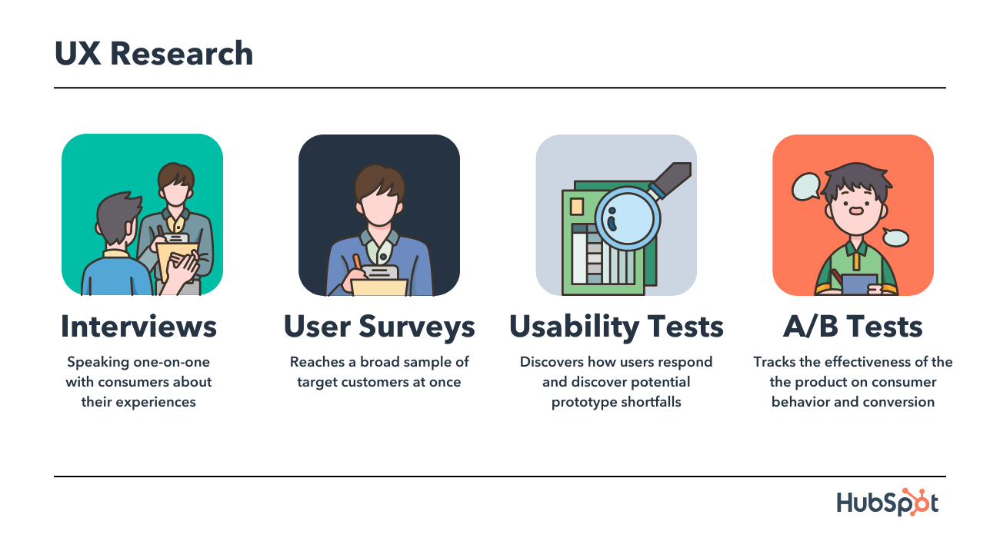 UX Research
Interviews
Speaking one-on-one
with consumers about
their experiences
User Surveys
Reaches a broad sample of
target customers at once
Usability Tests
Discovers how users respond
and discover potential
prototype shortfalls
A/B Tests
Tracks the effectiveness of the
the product on consumer
behavior and conversion
HubSpot